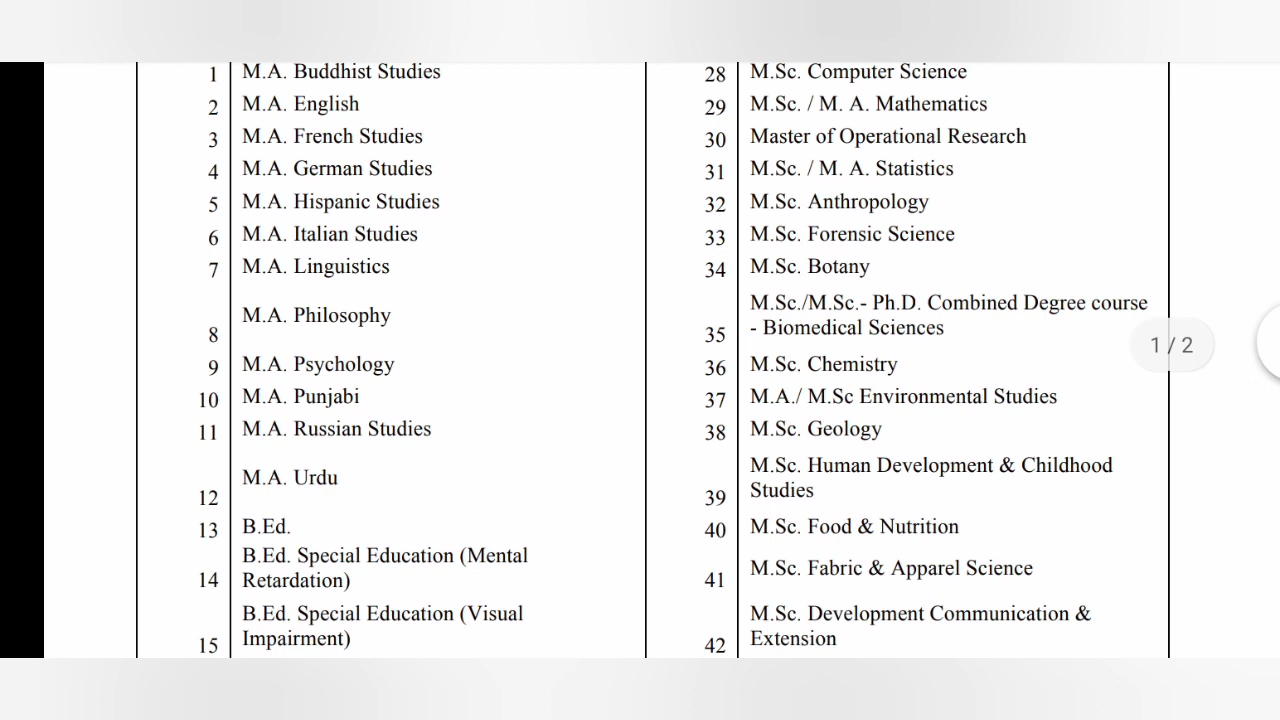 1 M.A. Buddhist Studies 28 M.Sc. Computer Science
2 M.A. English 29 M.Sc. / M. A. Mathematics
3 M.A. French Studies 30 Master of Operational Research
4 M.A. German Studies 31 M.Sc. / M. A. Statistics
5 M.A. Hispanic Studies 32 M.Sc. Anthropology
6 M.A. Italian Studies 33 M.Sc. Forensic Science
7 M.A. Linguistics 34 M.Sc. Botany
8 M.A. Philosophy 35 M.Sc./M.Sc.- Ph.D. Combined Degree course
- Biomedical Sciences
1 / 2
9 M.A. Psychology 36 M.Sc. Chemistry
10 M.A. Punjabi 37 M.A./ M.Sc Environmental Studies
11 M.A. Russian Studies 38 M.Sc. Geology
12 M.A. Urdu 39 M.Sc. Human Development & Childhood
Studies
13 B.Ed. 40 M.Sc. Food & Nutrition
14 B.Ed. Special Education (Mental
Retardation) 41 M.Sc. Fabric & Apparel Science
15 B.Ed. Special Education (Visual
Impairment) 42 M.Sc. Development Communication &
Extension